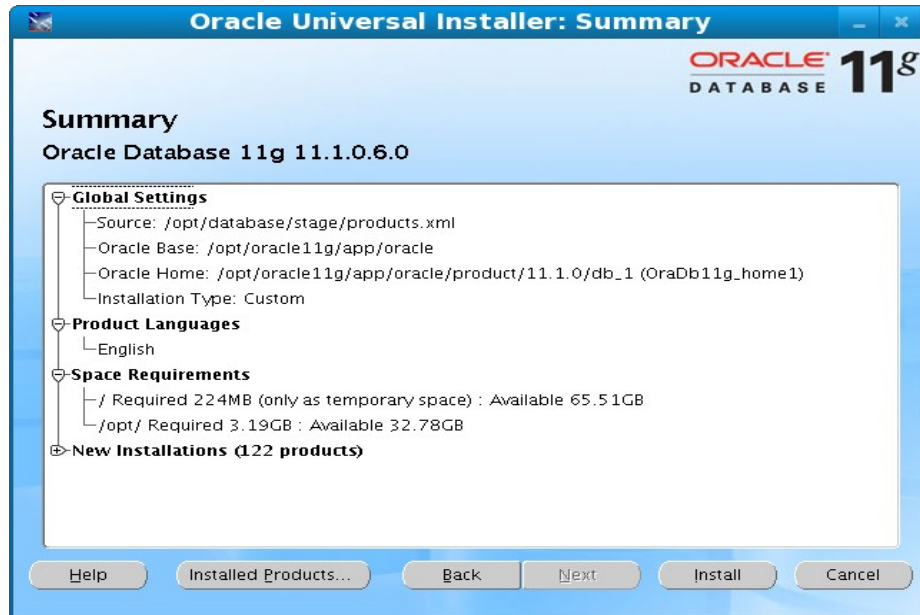 Oracle Universal Installer: Summary
ORACLE 11g
DATABASE
Summary
Oracle Database 11g 11.1.0.6.0
Global Settings
Source: /opt/database/stage/products.xml
Oracle Base: /opt/oracle11g/app/oracle
Oracle Home: /opt/oracle11g/app/oracle/product/11.1.0/db_1 (OraDb11g_home1)
Installation Type: Custom
Product Languages
English
Space Requirements
/ Required 224MB (only as temporary space) : Available 65.51GB
/opt/ Required 3.19GB : Available 32.78GB
New Installations (122 products)
Help Installed Products... Back Next Install Cancel